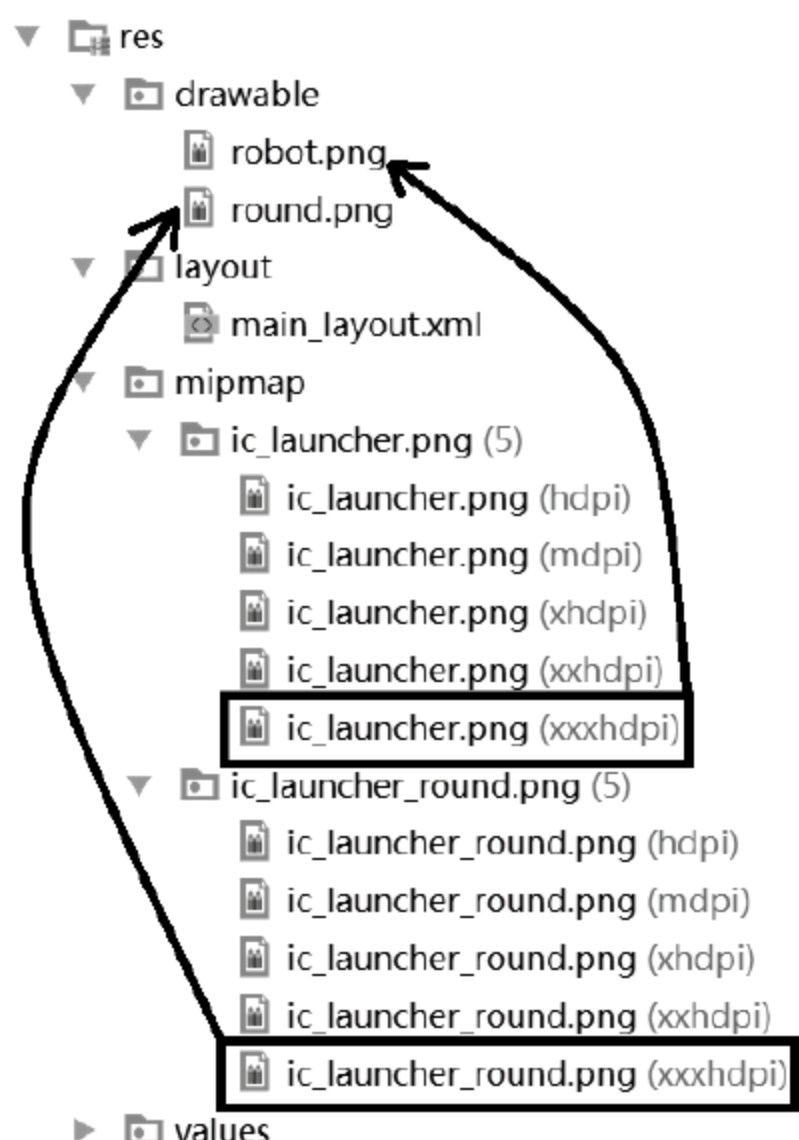 res
drawable
robot.png
round.png
layout
main_layout.xml
mipmap
ic_launcher.png (5)
ic_launcher.png (hdpi)
ic_launcher.png (mdpi)
ic_launcher.png (xhdpi)
ic_launcher.png (xxhdpi)
ic_launcher.png (xxxhdpi)
ic_launcher_round.png (5)
ic_launcher_round.png (hdpi)
ic_launcher_round.png (mdpi)
ic_launcher_round.png (xhdpi)
ic_launcher_round.png (xxhdpi)
ic_launcher_round.png (xxxhdpi)
values